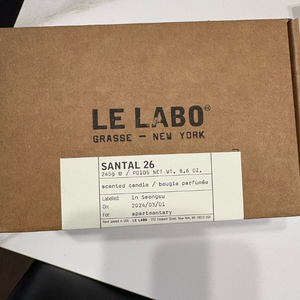 LE LABO®
GRASSE — NEW YORK
SANTAL 26
245g ℮ / POIDS NET WT. 8.6 OZ.
scented candle / bougie parfumée
Labelled: in Seongsu
On: 2024/03/01
For: apartmentary